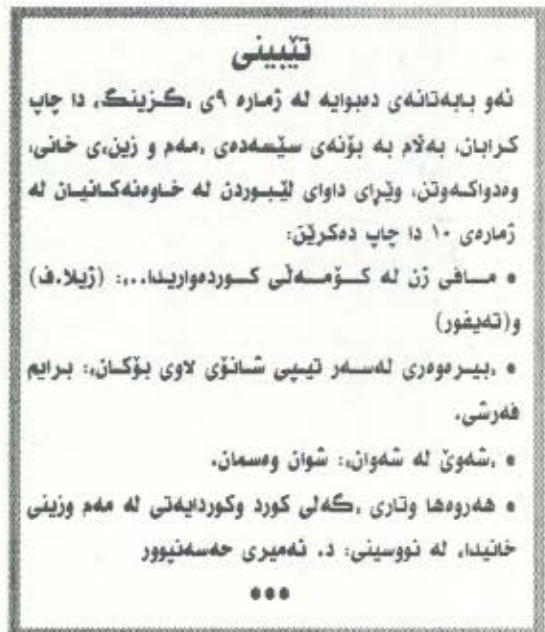 تێبینی
ئەو بابەتانەی دەبوایە لە ژمارە ٩ی ,گزینگ, دا چاپ
کرابان، بەڵام بە بۆنەی سێسەدەی ,مەم و زین,ی خانی،
وەدواکەوتن، وێڕای داوای لێبوردن لە خاوەنەکانیان لە
ژمارەی ١٠ دا چاپ دەکرێن:
• مافی ژن لە کۆمەڵی کوردەواریدا...: (ژیلا.ف)
و(تەیفور)
• ,بیرەوەری لەسەر تیپی شانۆی لاوی بۆکان,: برایم
فەرشی.
• ,شەوێ لە شەوان,: شوان وەسمان.
• هەروەها وتاری ,گەلی کورد وکوردایەتی لە مەم وزینی
خانیدا, لە نووسینی: د. ئەمیری حەسەنپوور
•••